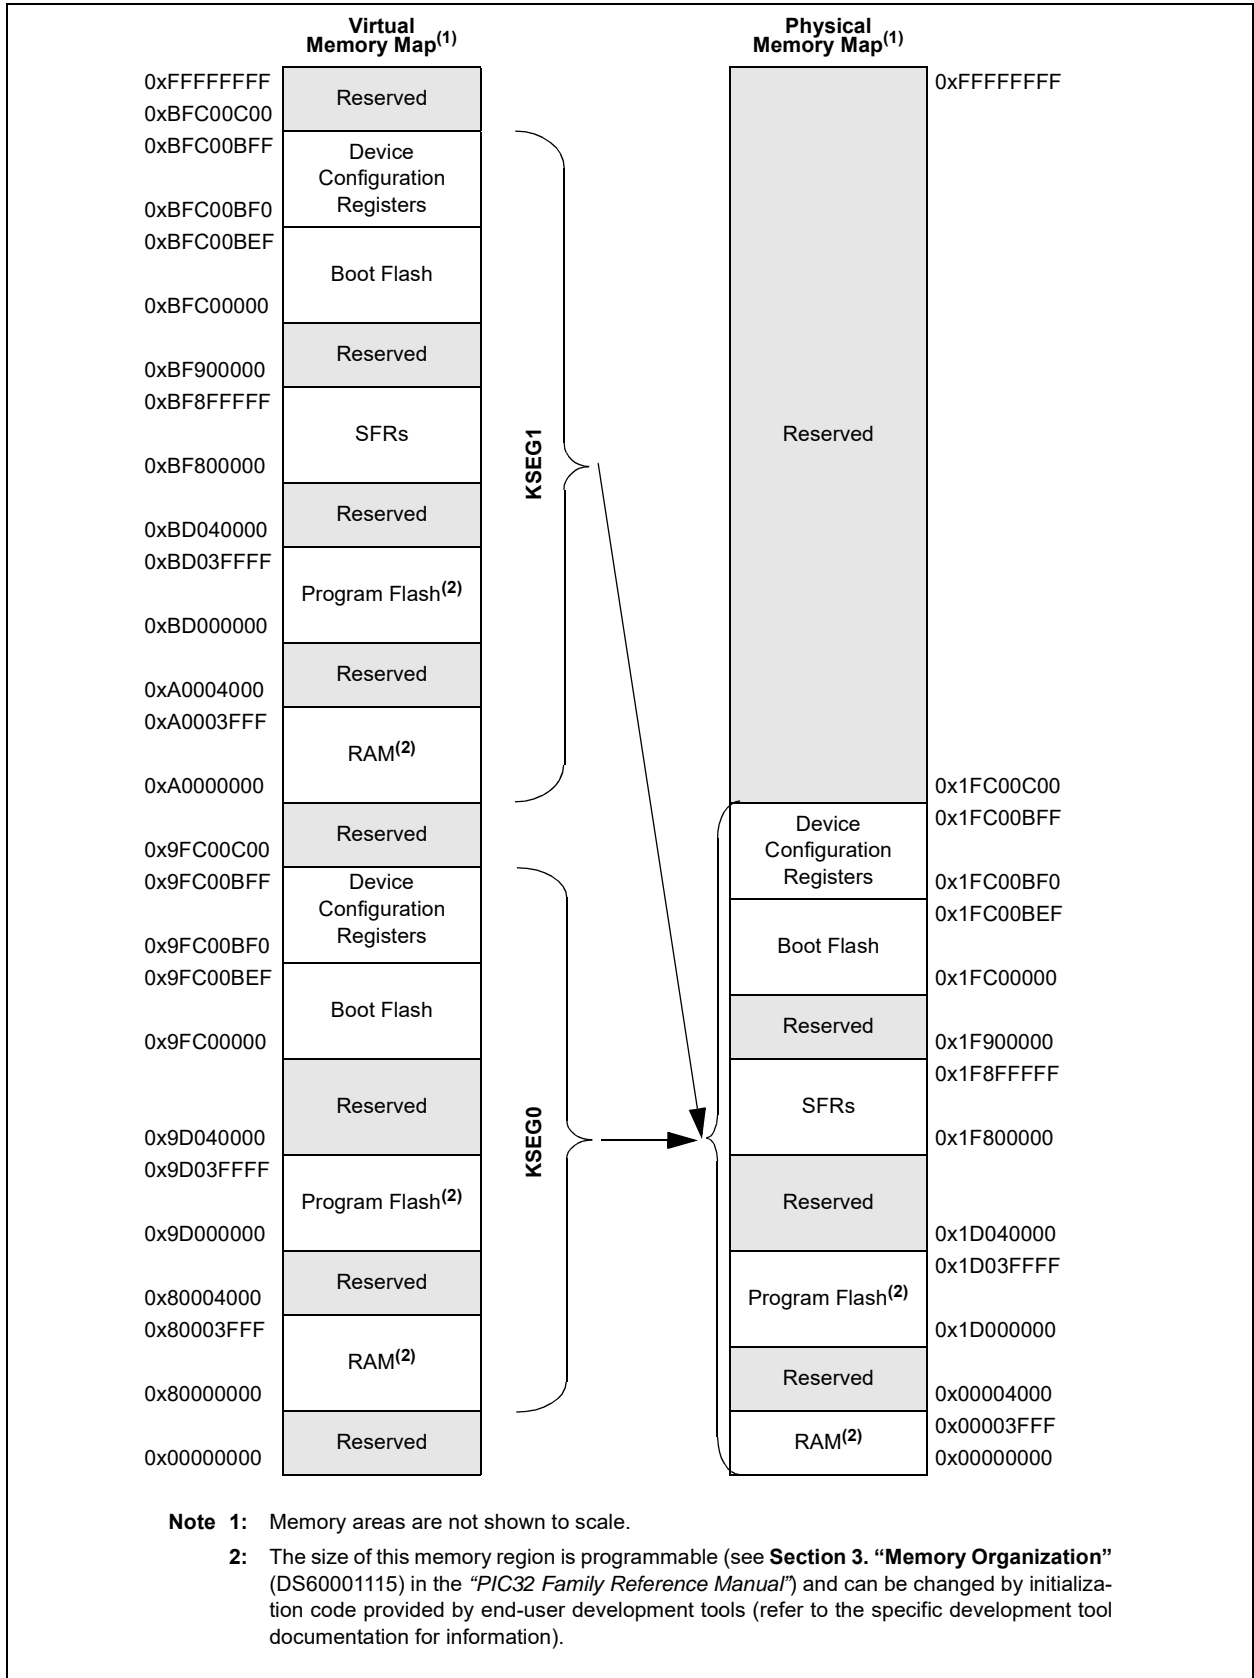 Virtual
Memory Map(1)
0xFFFFFFFF
Reserved
0xBFC00C00
0xBFC00BFF
Device
Configuration
Registers
0xBFC00BF0
0xBFC00BEF
Boot Flash
0xBFC00000
Reserved
0xBF900000
0xBF8FFFFF
SFRs
0xBF800000
Reserved
0xBD040000
0xBD03FFFF
Program Flash(2)
0xBD000000
Reserved
0xA0004000
0xA0003FFF
RAM(2)
0xA0000000
Reserved
0x9FC00C00
0x9FC00BFF
Device
Configuration
Registers
0x9FC00BF0
0x9FC00BEF
Boot Flash
0x9FC00000
Reserved
0x9D040000
0x9D03FFFF
Program Flash(2)
0x9D000000
Reserved
0x80004000
0x80003FFF
RAM(2)
0x80000000
Reserved
0x00000000
KSEG1
KSEG0
Physical
Memory Map(1)
0xFFFFFFFF
Reserved
0x1FC00C00
0x1FC00BFF
Device
Configuration
Registers
0x1FC00BF0
0x1FC00BEF
Boot Flash
0x1FC00000
Reserved
0x1F900000
0x1F8FFFFF
SFRs
0x1F800000
Reserved
0x1D040000
0x1D03FFFF
Program Flash(2)
0x1D000000
Reserved
0x00004000
0x00003FFF
RAM(2)
0x00000000
Note 1: Memory areas are not shown to scale.
2: The size of this memory region is programmable (see Section 3. “Memory Organization”
(DS60001115) in the “PIC32 Family Reference Manual”) and can be changed by initializa-
tion code provided by end-user development tools (refer to the specific development tool
documentation for information).